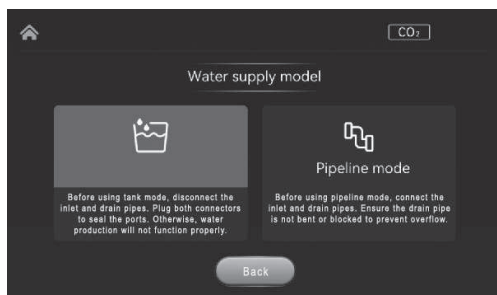 CO₂
Water supply model
Before using tank mode, disconnect the
inlet and drain pipes. Plug both connectors
to seal the ports. Otherwise, water
production will not function properly.
Pipeline mode
Before using pipeline mode, connect the
inlet and drain pipes. Ensure the drain pipe
is not bent or blocked to prevent overflow.
Back